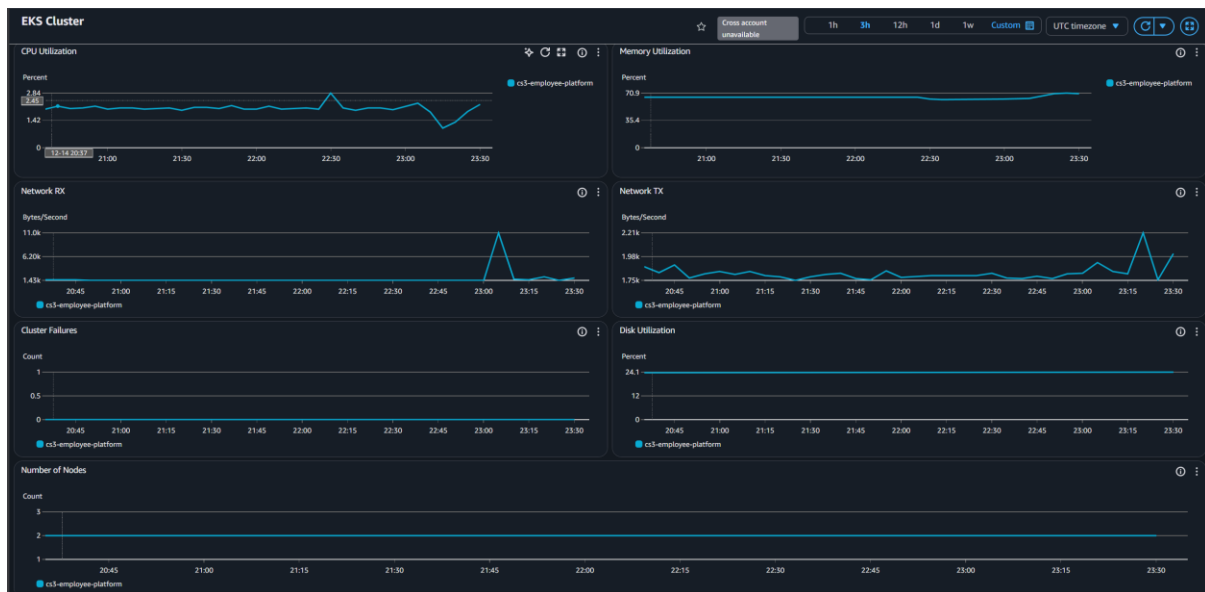 EKS Cluster
Cross account
unavailable
1h 3h 12h 1d 1w Custom UTC timezone
CPU Utilization
Percent
2.84
2.45
1.42
0
12-14 20:37
21:00 21:30 22:00 22:30 23:00 23:30
cs3-employee-platform
Memory Utilization
Percent
70.9
35.4
0
21:00 21:30 22:00 22:30 23:00 23:30
cs3-employee-platform
Network RX
Bytes/Second
11.0k
6.20k
1.43k
20:45 21:00 21:15 21:30 21:45 22:00 22:15 22:30 22:45 23:00 23:15 23:30
cs3-employee-platform
Network TX
Bytes/Second
2.21k
1.98k
1.75k
20:45 21:00 21:15 21:30 21:45 22:00 22:15 22:30 22:45 23:00 23:15 23:30
cs3-employee-platform
Cluster Failures
Count
1
0.5
0
20:45 21:00 21:15 21:30 21:45 22:00 22:15 22:30 22:45 23:00 23:15 23:30
cs3-employee-platform
Disk Utilization
Percent
24.1
12
0
20:45 21:00 21:15 21:30 21:45 22:00 22:15 22:30 22:45 23:00 23:15 23:30
cs3-employee-platform
Number of Nodes
Count
3
2
1
20:45 21:00 21:15 21:30 21:45 22:00 22:15 22:30 22:45 23:00 23:15 23:30
cs3-employee-platform